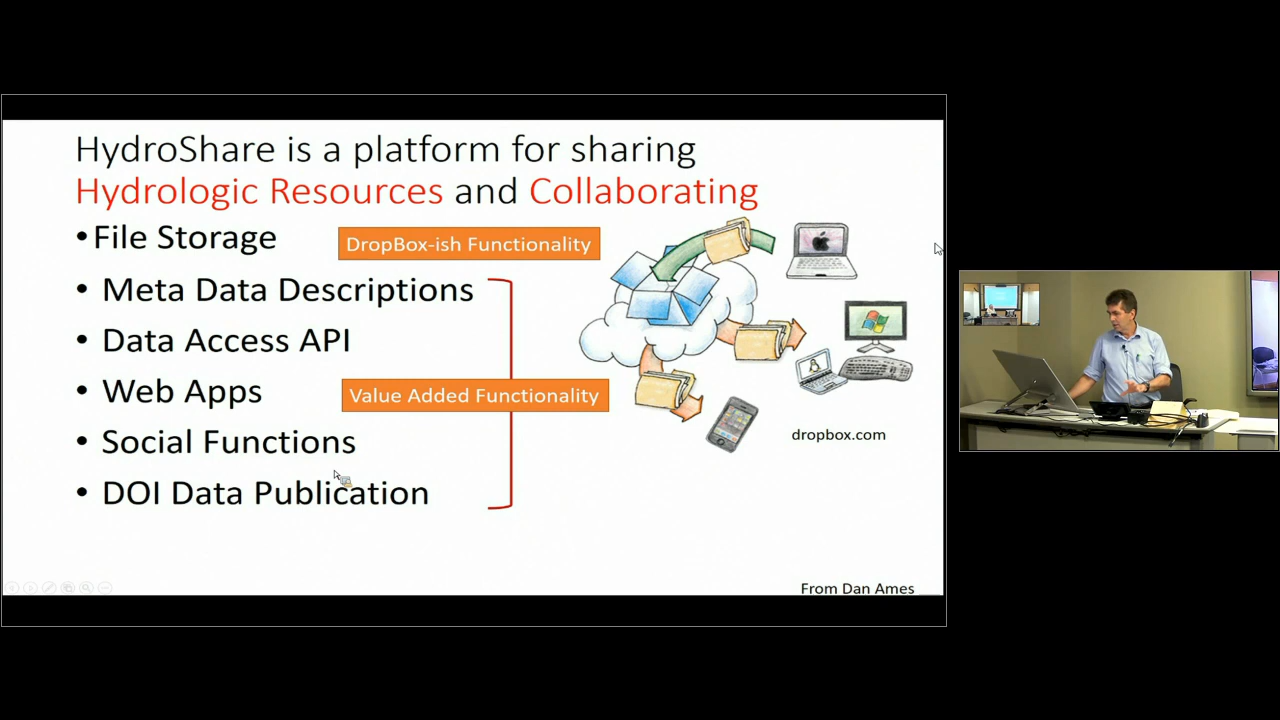 HydroShare is a platform for sharing
Hydrologic Resources and Collaborating
•File Storage
DropBox-ish Functionality
• Meta Data Descriptions
• Data Access API
• Web Apps
Value Added Functionality
• Social Functions
• DOI Data Publication
dropbox.com
From Dan Ames